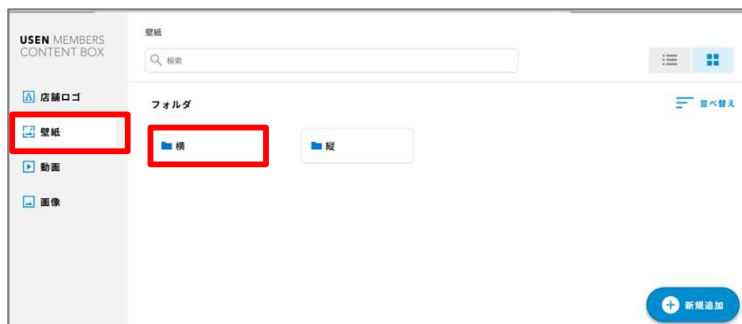 USEN MEMBERS
CONTENT BOX
店舗ロゴ
壁紙
動画
画像
壁紙
検索
フォルダ
並べ替え
横
縦
新規追加